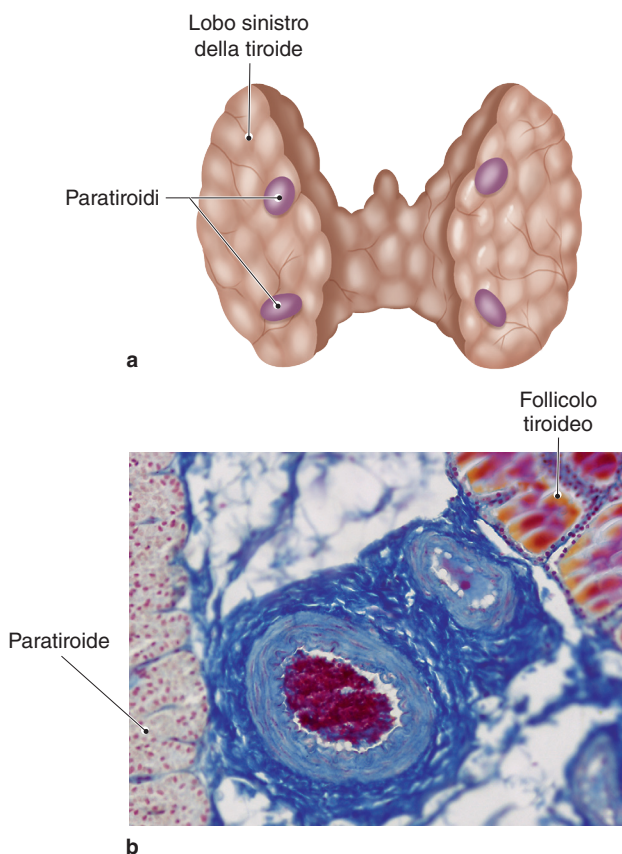 Lobo sinistro
della tiroide
Paratiroidi
a
Follicolo
tiroideo
Paratiroide
b